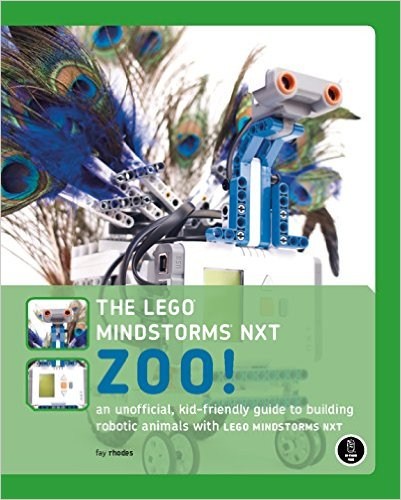 THE LEGO®
MINDSTORMS® NXT
ZOO!
an unofficial, kid-friendly guide to building
robotic animals with LEGO MINDSTORMS NXT
fay rhodes